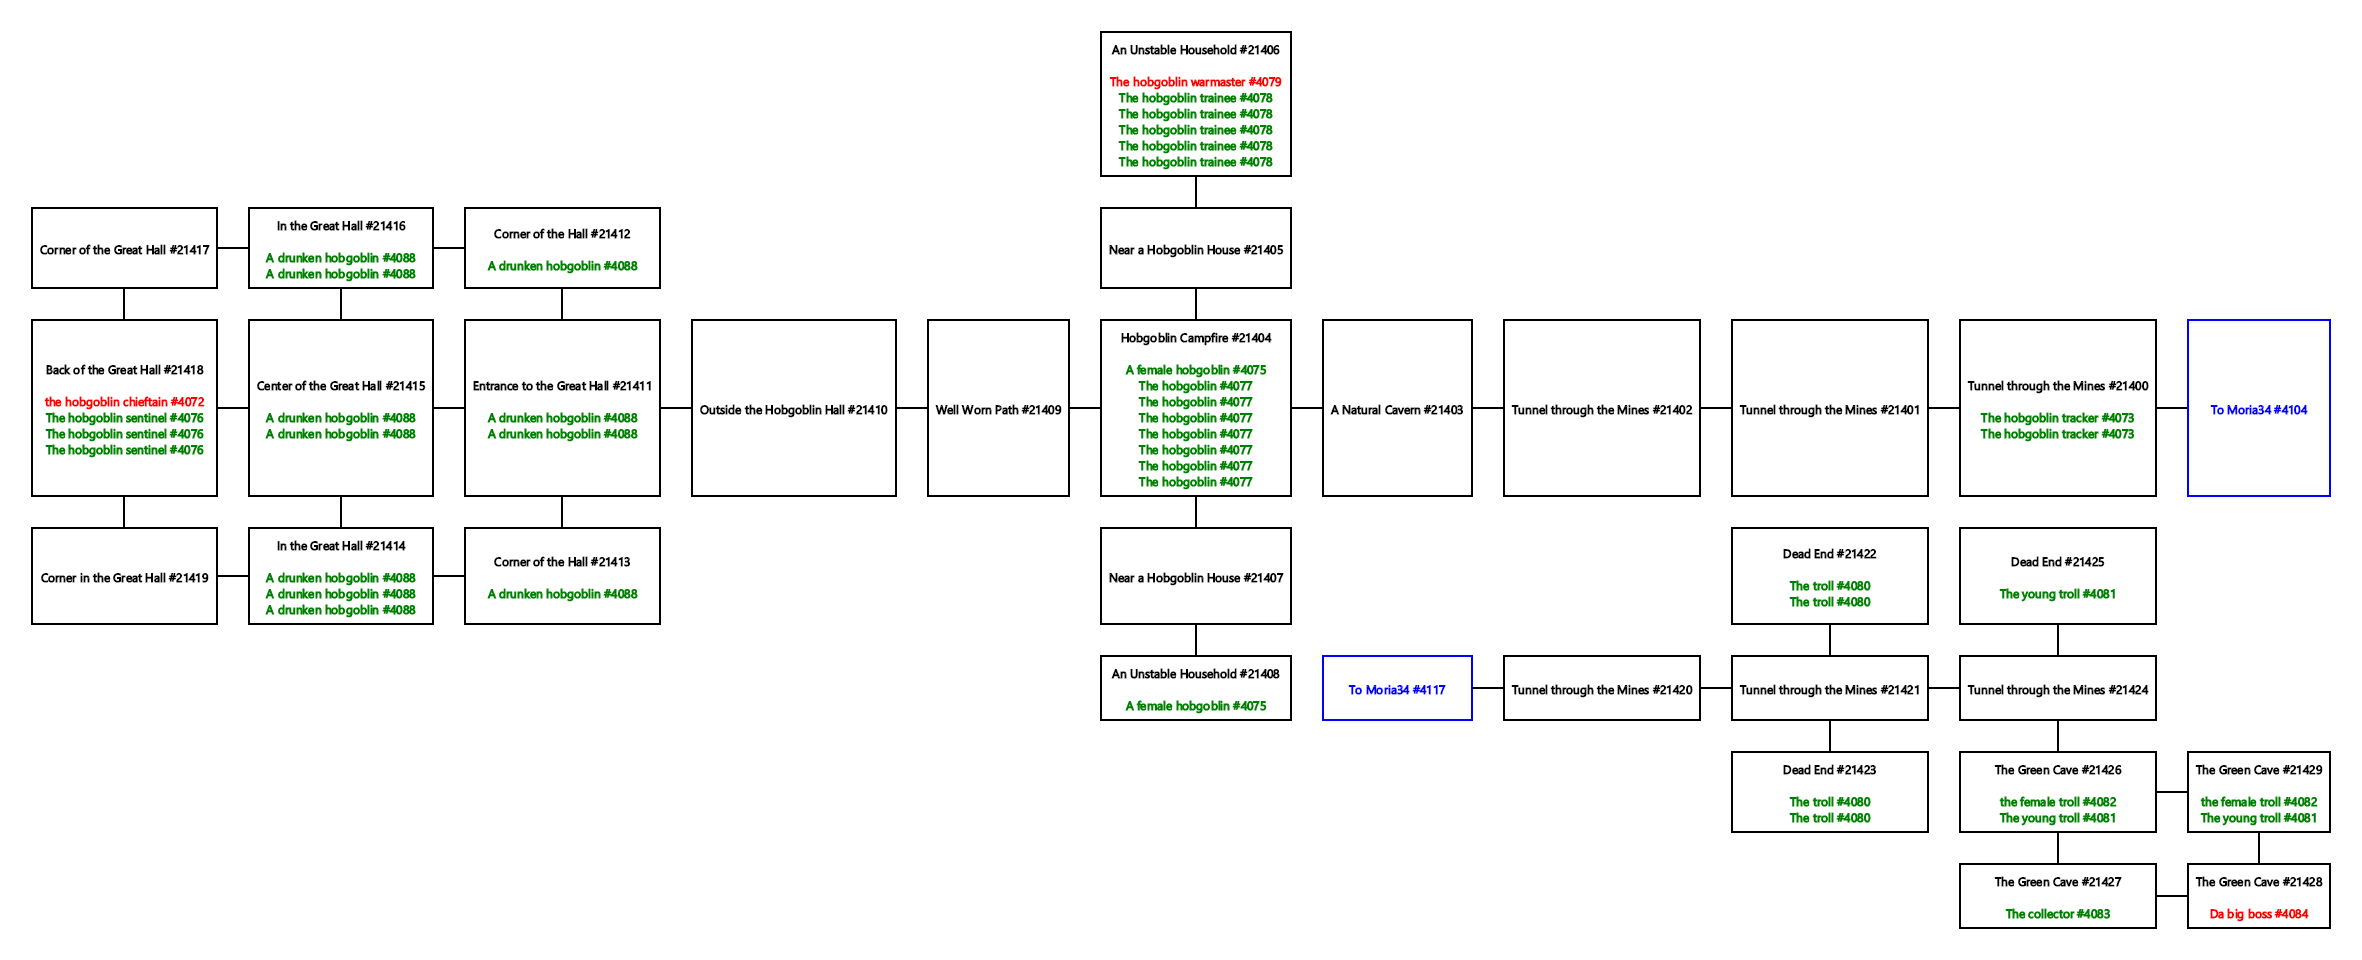 An Unstable Household #21406
The hobgoblin warmaster #4079
The hobgoblin trainee #4078
The hobgoblin trainee #4078
The hobgoblin trainee #4078
The hobgoblin trainee #4078
The hobgoblin trainee #4078
Corner of the Great Hall #21417
In the Great Hall #21416
A drunken hobgoblin #4088
A drunken hobgoblin #4088
Corner of the Hall #21412
A drunken hobgoblin #4088
Near a Hobgoblin House #21405
Back of the Great Hall #21418
the hobgoblin chieftain #4072
The hobgoblin sentinel #4076
The hobgoblin sentinel #4076
The hobgoblin sentinel #4076
Center of the Great Hall #21415
A drunken hobgoblin #4088
A drunken hobgoblin #4088
Entrance to the Great Hall #21411
A drunken hobgoblin #4088
A drunken hobgoblin #4088
Outside the Hobgoblin Hall #21410
Well Worn Path #21409
Hobgoblin Campfire #21404
A female hobgoblin #4075
The hobgoblin #4077
The hobgoblin #4077
The hobgoblin #4077
The hobgoblin #4077
The hobgoblin #4077
The hobgoblin #4077
The hobgoblin #4077
A Natural Cavern #21403
Tunnel through the Mines #21402
Tunnel through the Mines #21401
Tunnel through the Mines #21400
The hobgoblin tracker #4073
The hobgoblin tracker #4073
To Moria34 #4104
Corner in the Great Hall #21419
In the Great Hall #21414
A drunken hobgoblin #4088
A drunken hobgoblin #4088
A drunken hobgoblin #4088
Corner of the Hall #21413
A drunken hobgoblin #4088
Near a Hobgoblin House #21407
Dead End #21422
The troll #4080
The troll #4080
Dead End #21425
The young troll #4081
An Unstable Household #21408
A female hobgoblin #4075
To Moria34 #4117
Tunnel through the Mines #21420
Tunnel through the Mines #21421
Tunnel through the Mines #21424
Dead End #21423
The troll #4080
The troll #4080
The Green Cave #21426
the female troll #4082
The young troll #4081
The Green Cave #21429
the female troll #4082
The young troll #4081
The Green Cave #21427
The collector #4083
The Green Cave #21428
Da big boss #4084